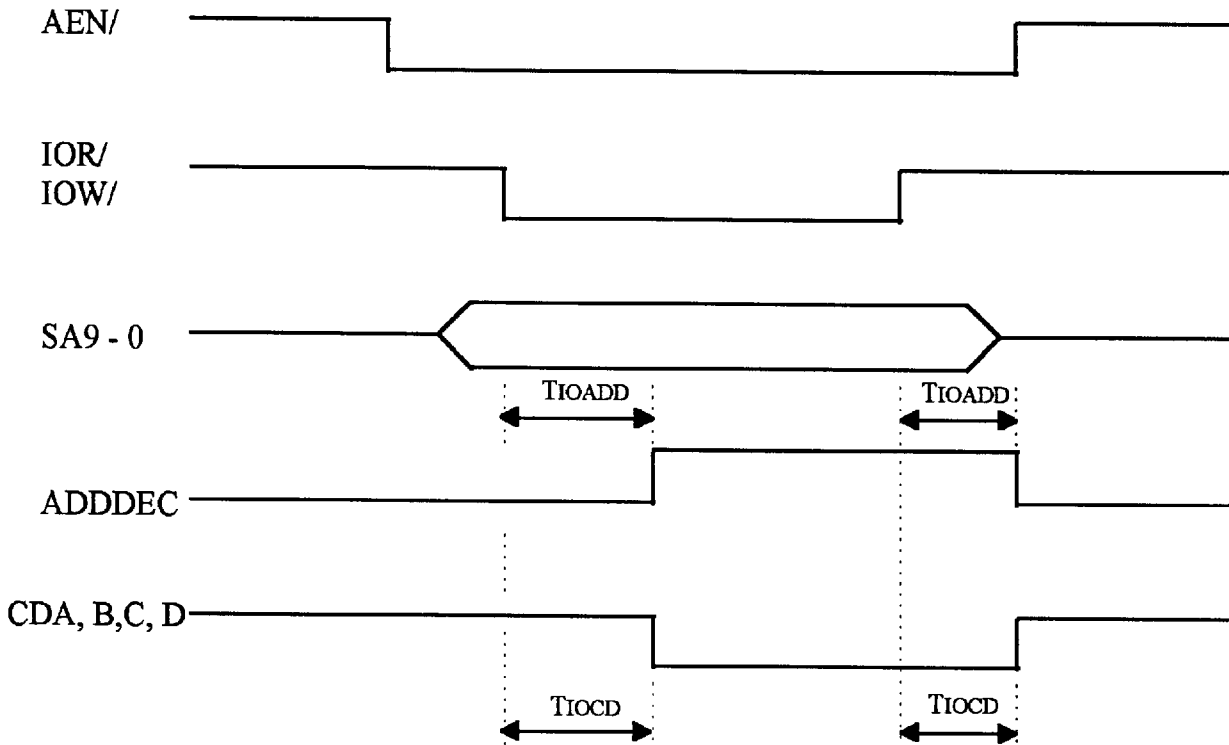 AEN/
IOR/
IOW/
SA9 - 0
TIOADD TIOADD
ADDDEC
CDA, B,C, D
TIOCD TIOCD